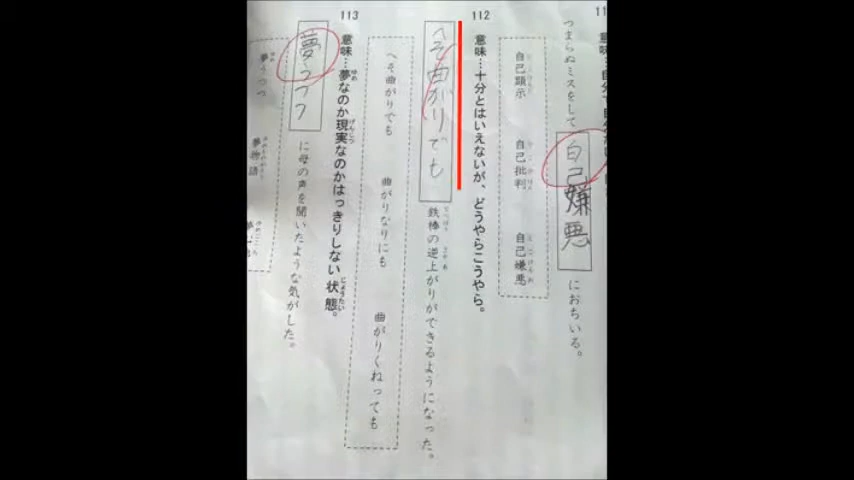 つまらぬミスをして自己嫌悪におちいる。
自己顕示 自己批判 自己嫌悪
112
意味…十分とはいえないが、どうやらこうやら。
へそ曲がりでも鉄棒の逆上がりができるようになった。
へそ曲がりでも 曲がりなりにも 曲がりくねっても
113
意味…夢なのか現実なのかはっきりしない状態。
夢うつつに母の声を聞いたような気がした。
夢うつつ 夢物語